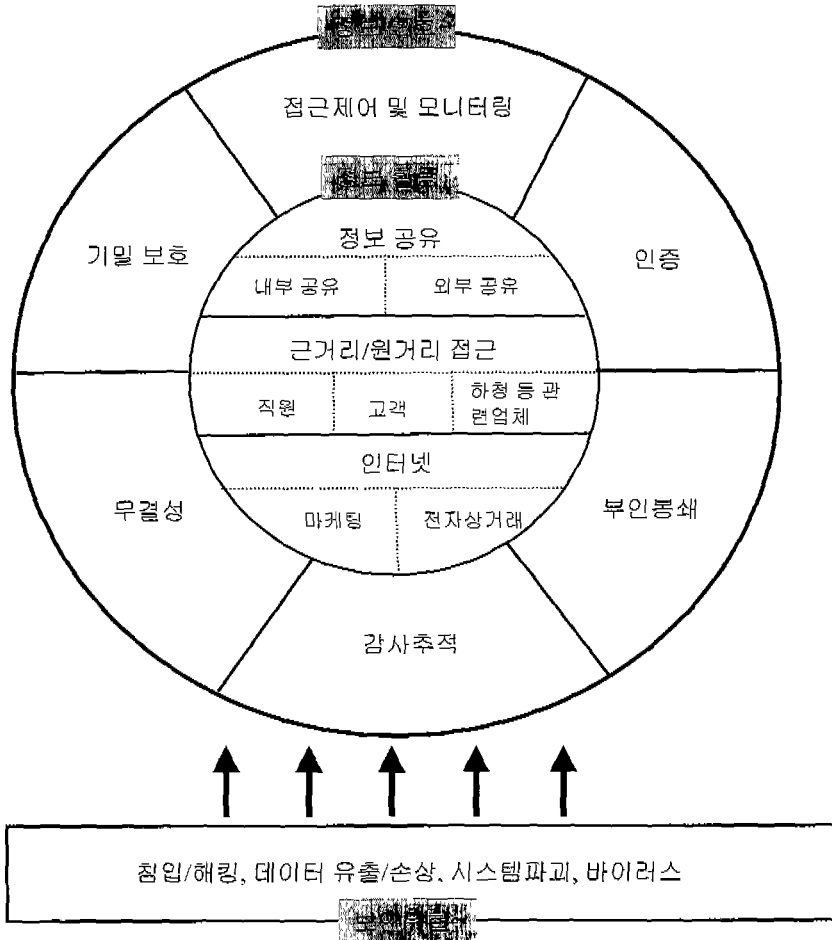 접근제어 및 모니터링
정보 공유
기밀 보호
인증
내부 공유
외부 공유
근거리/원거리 접근
직원
고객
하청 등 관
련업체
인터넷
무결성
부인봉쇄
마케팅
전자상거래
감사추적
침입/해킹, 데이터 유출/손상, 시스템파괴, 바이러스